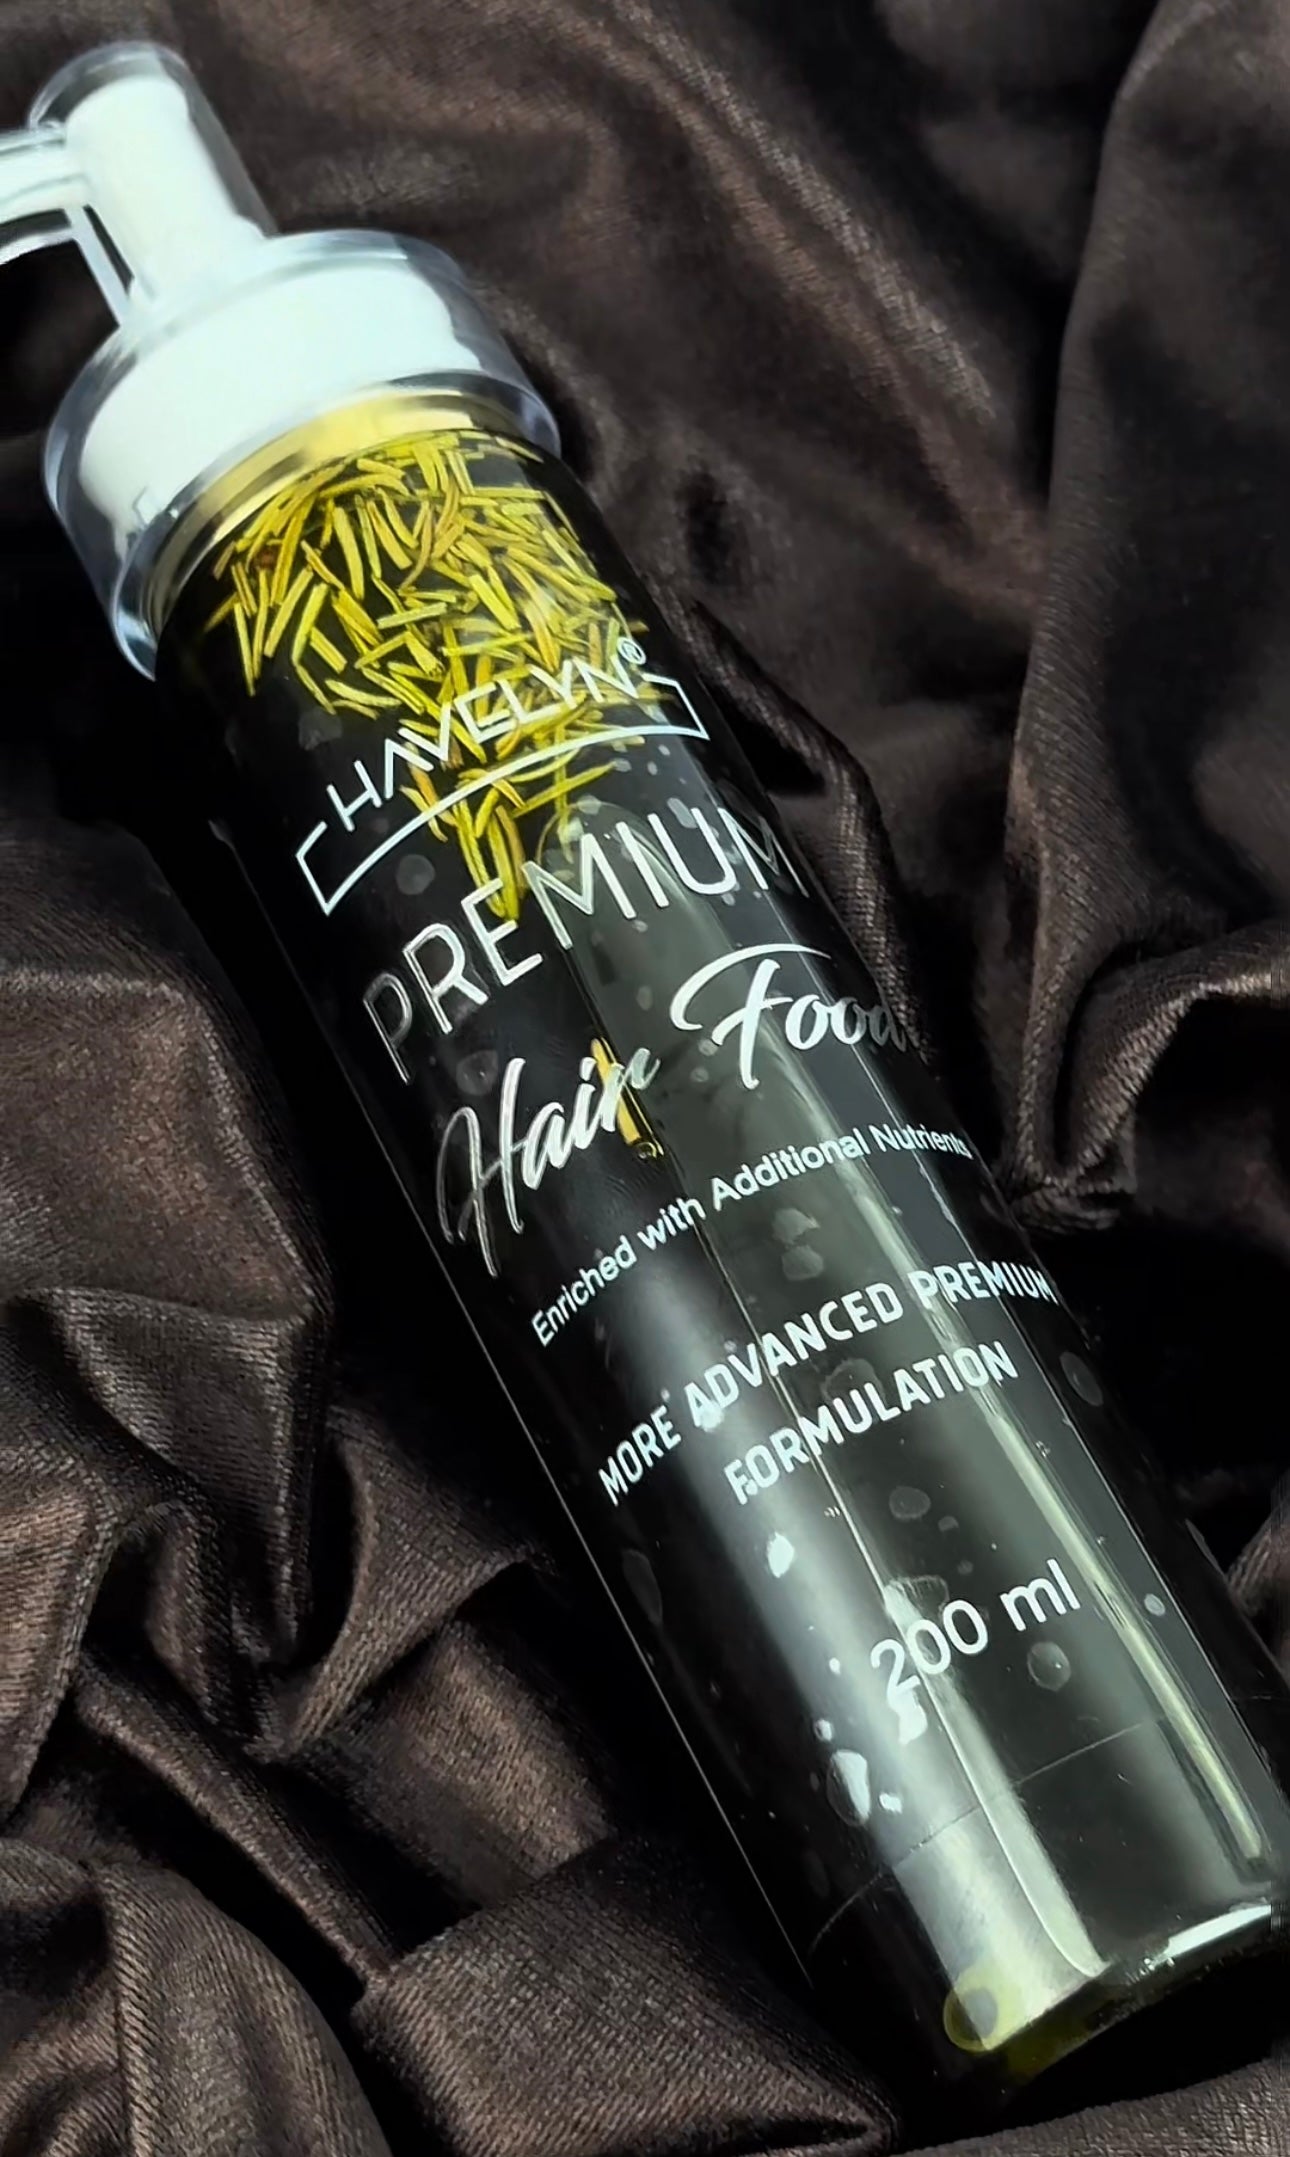 HAVELYN®
PREMIUM
Hair Food
Enriched with Additional Nutrients
MORE ADVANCED PREMIUM
FORMULATION
200 ml